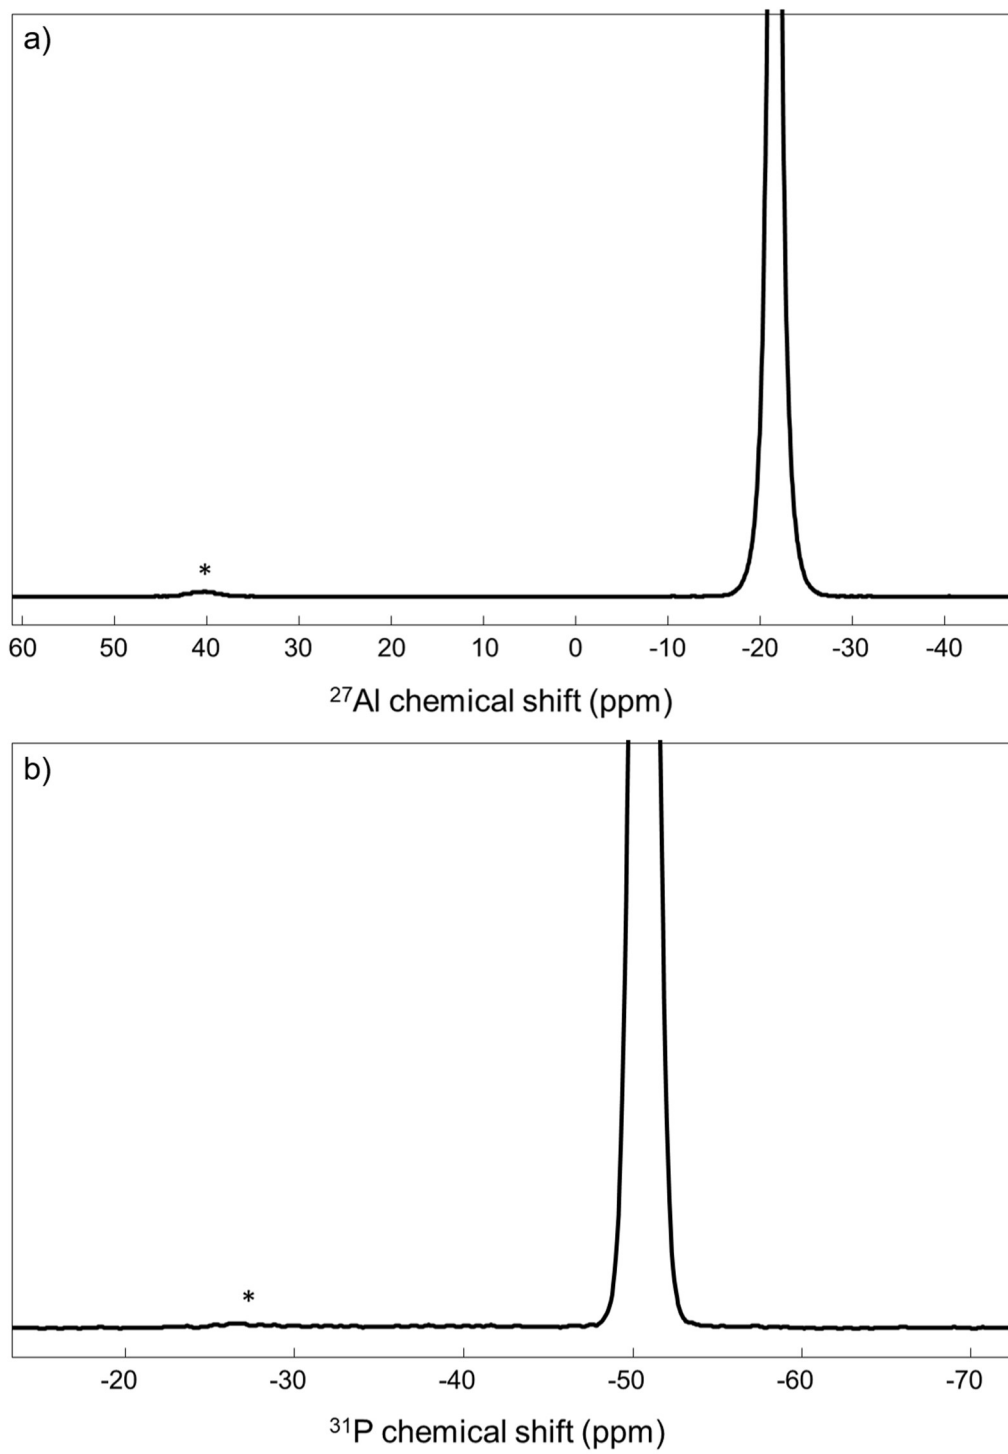 a)
*
60 50 40 30 20 10 0 -10 -20 -30 -40
²⁷Al chemical shift (ppm)
b)
*
-20 -30 -40 -50 -60 -70
³¹P chemical shift (ppm)